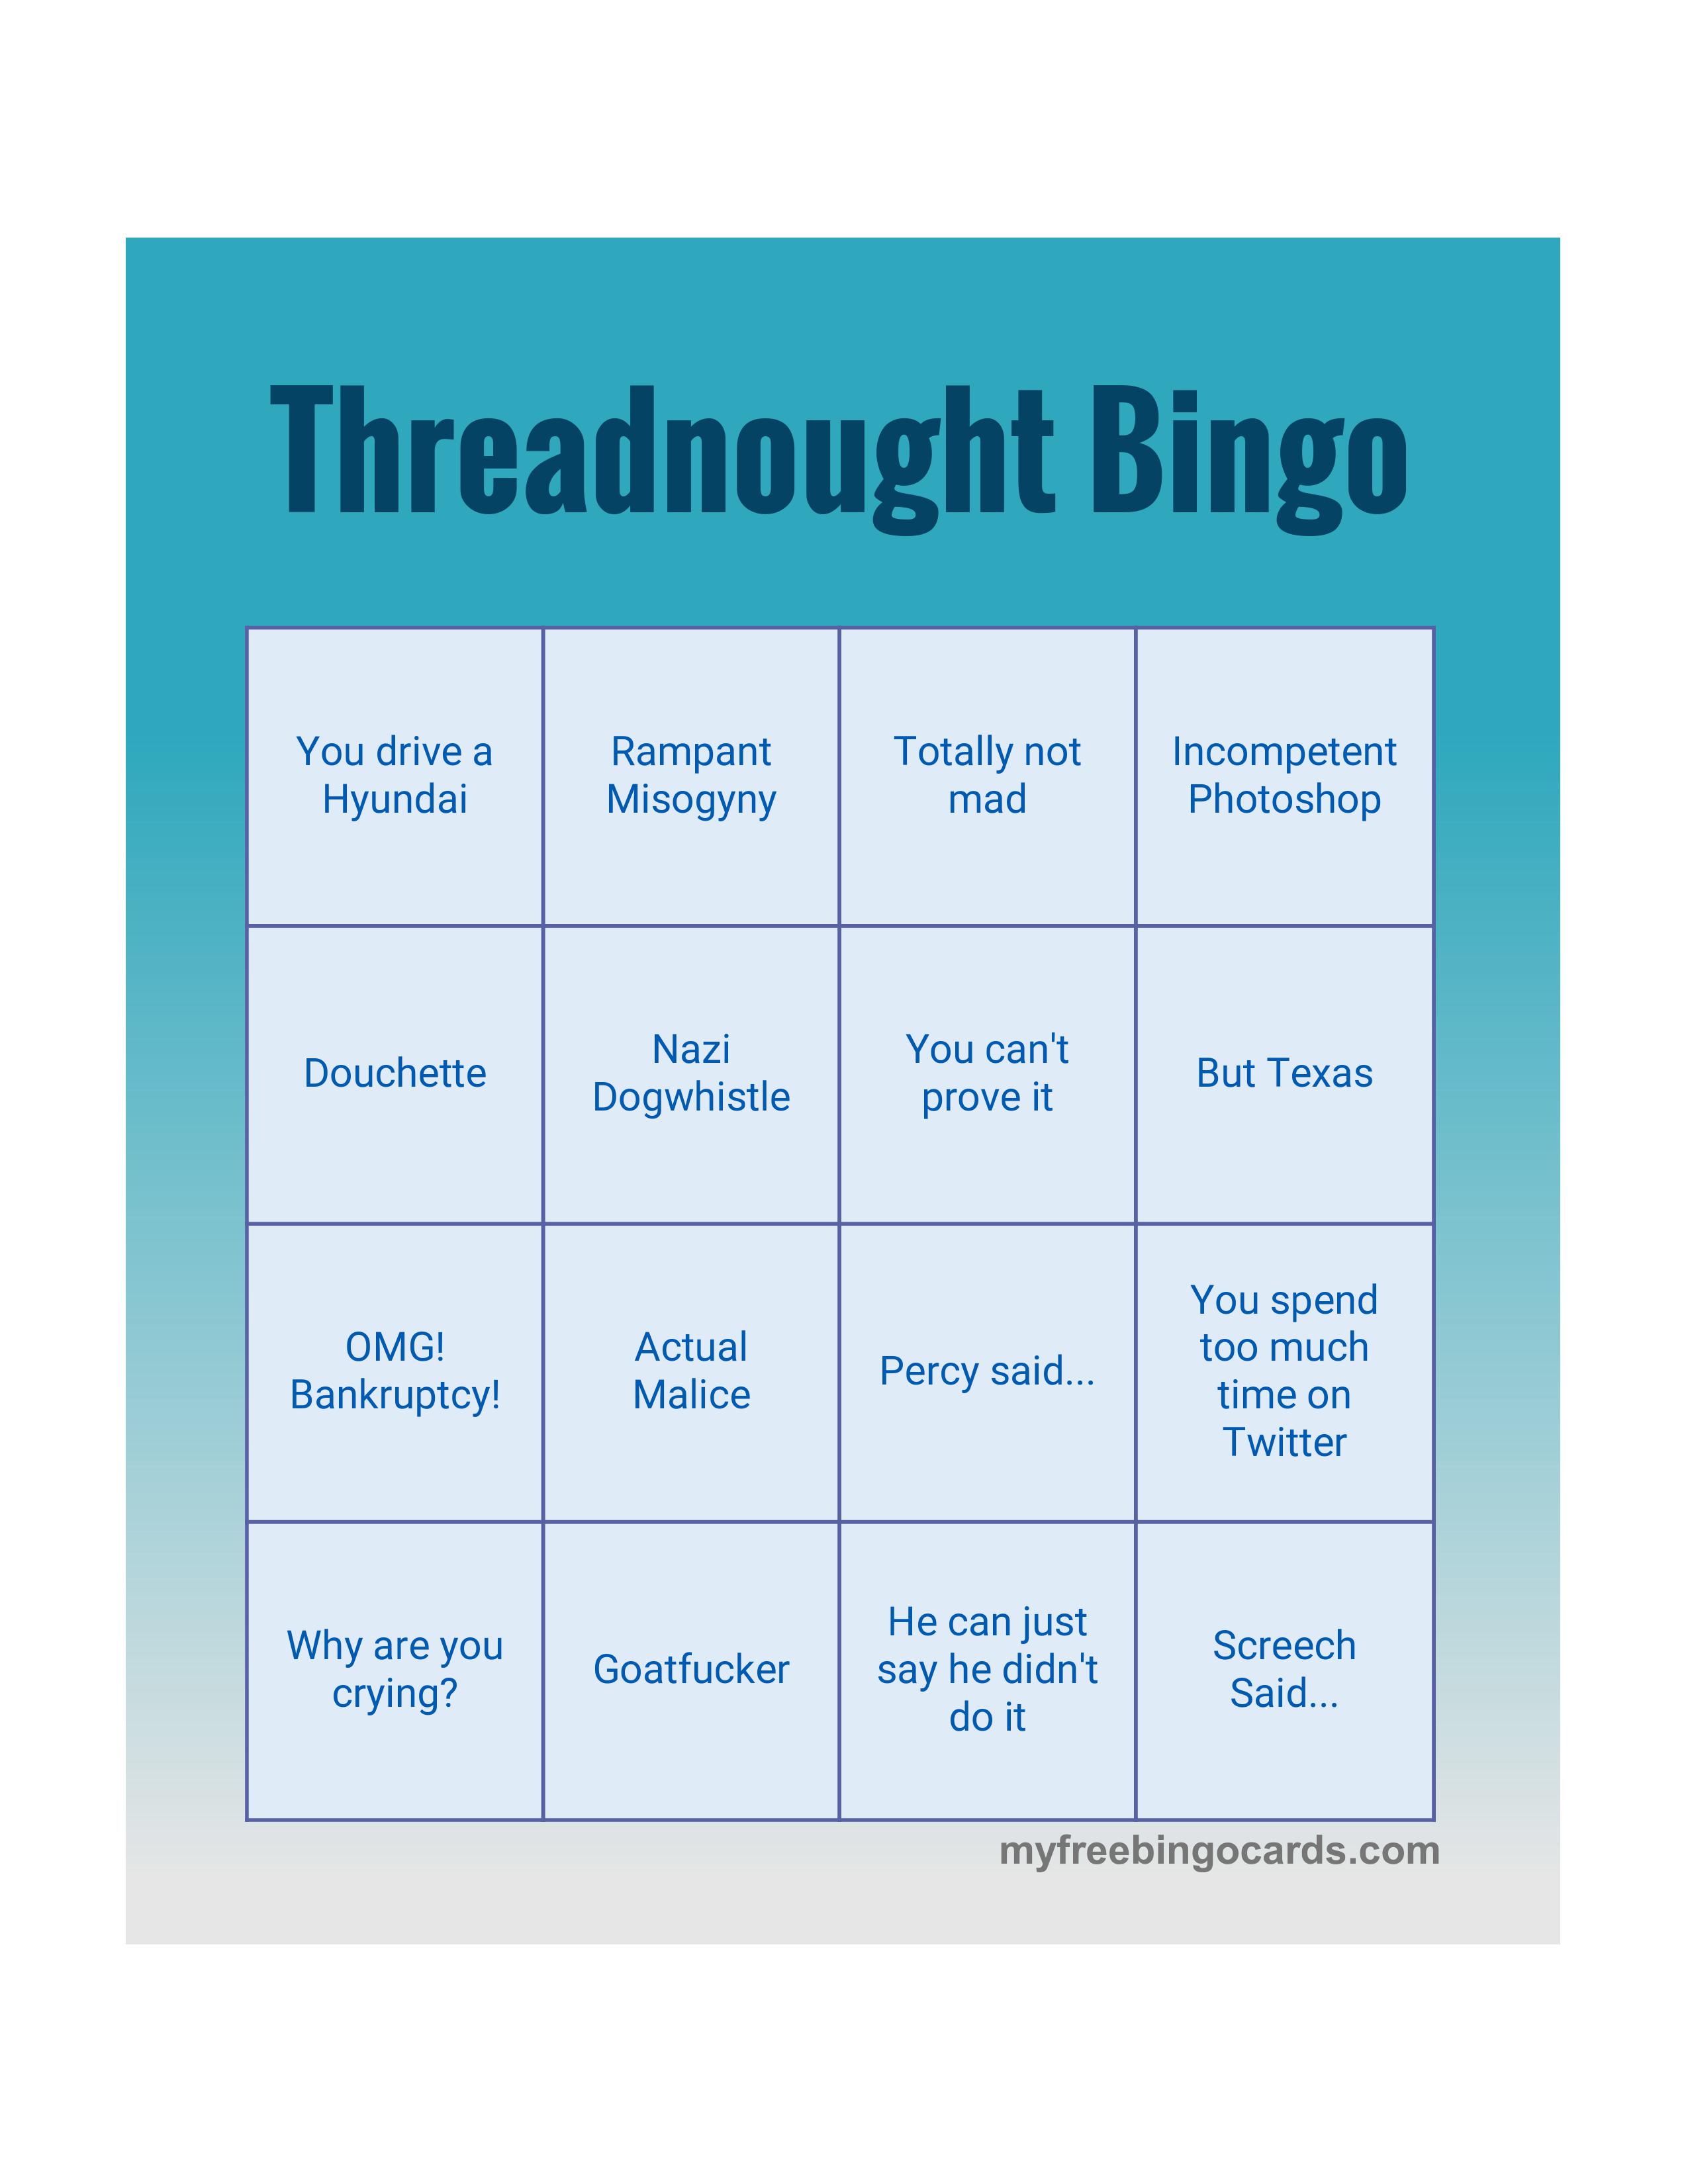 Threadnought Bingo
You drive a
Hyundai
Rampant
Misogyny
Totally not
mad
Incompetent
Photoshop
Douchette
Nazi
Dogwhistle
You can't
prove it
But Texas
OMG!
Bankruptcy!
Actual
Malice
Percy said...
You spend
too much
time on
Twitter
Why are you
crying?
Goatfucker
He can just
say he didn't
do it
Screech
Said...
myfreebingocards.com